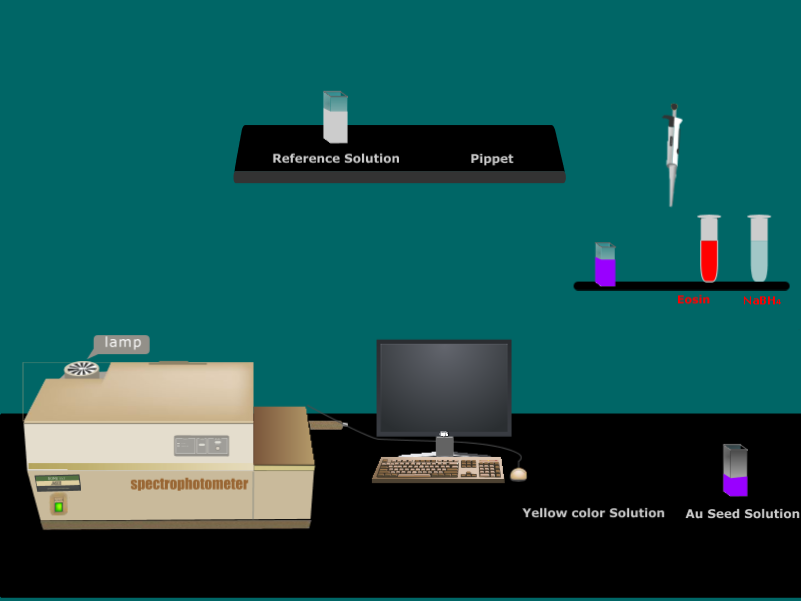 Reference Solution
Pippet
Eosin
NaBH₄
lamp
spectrophotometer
Yellow color Solution
Au Seed Solution